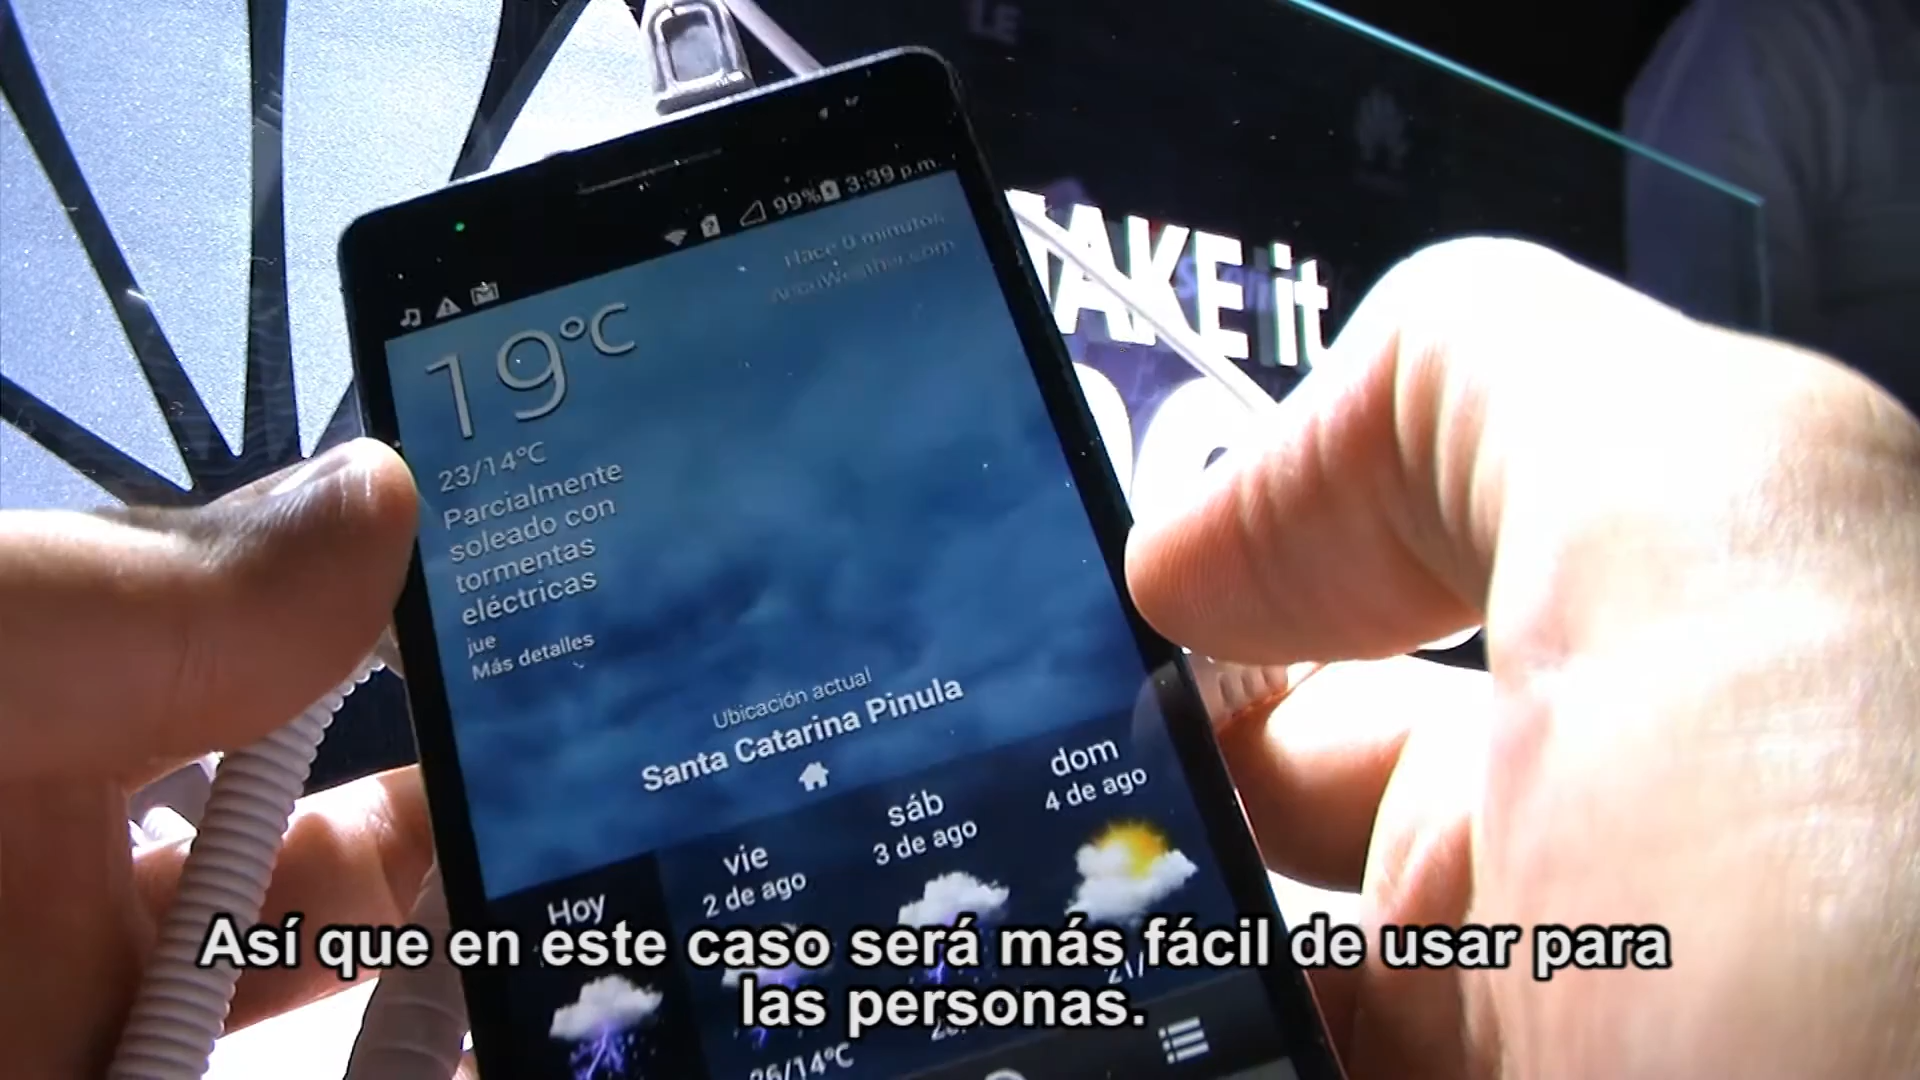 LE
99% 3:39 p.m.
Hace 0 minutos
AccuWeather.com
19°C
23/14°C
Parcialmente
soleado con
tormentas
eléctricas
jue
Más detalles
MAKE it
Ubicación actual
Santa Catarina Pinula
Hoy
vie
2 de ago
sáb
3 de ago
dom
4 de ago
26/14°C
Así que en este caso será más fácil de usar para
las personas.